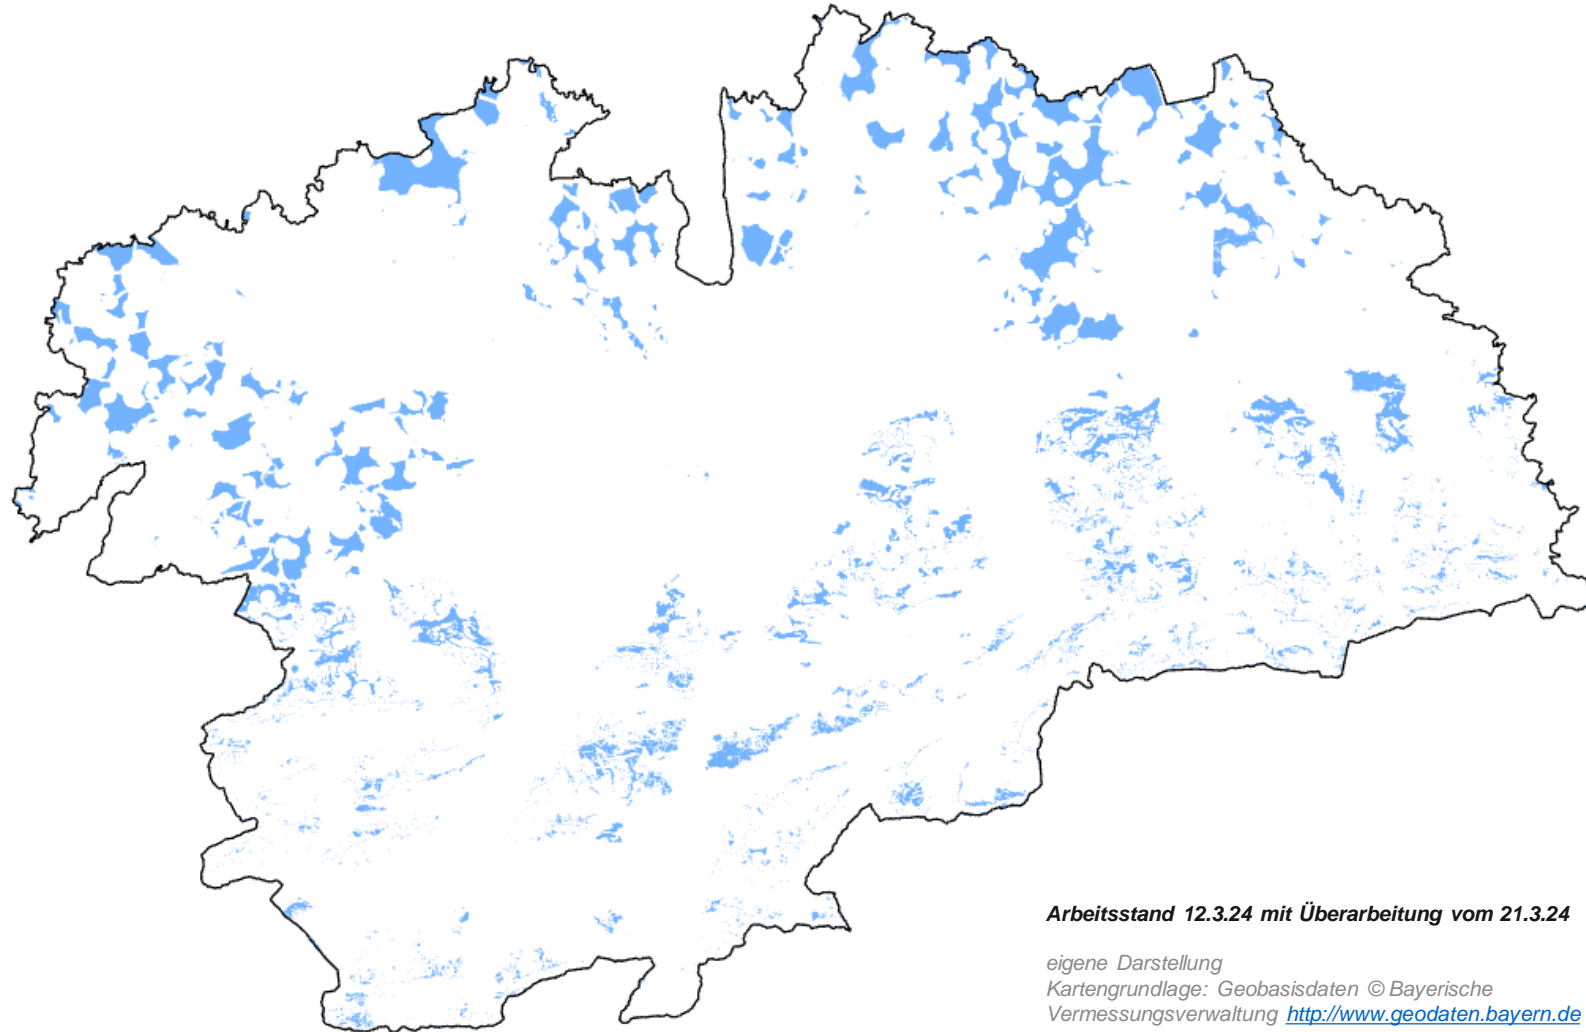 Arbeitsstand 12.3.24 mit Überarbeitung vom 21.3.24
eigene Darstellung
Kartengrundlage: Geobasisdaten © Bayerische
Vermessungsverwaltung http://www.geodaten.bayern.de